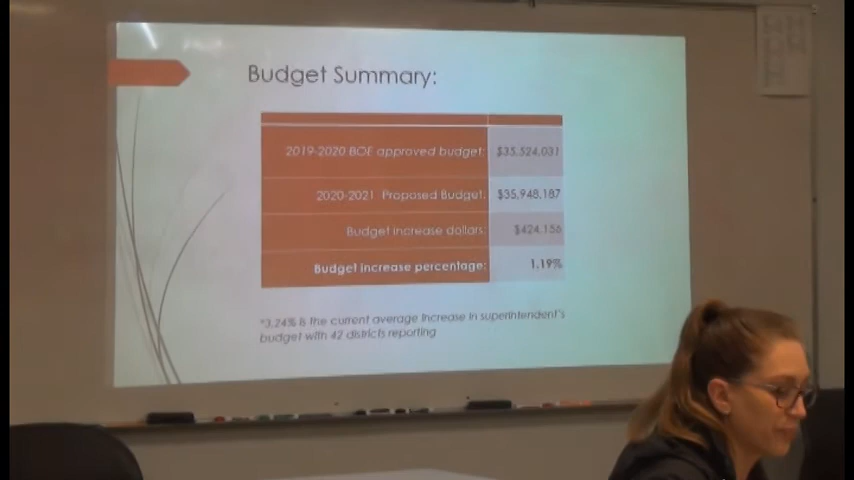 Budget Summary:
2019-2020 BOE approved budget: $35,524,031
2020-2021 Proposed Budget: $35,948,187
Budget increase dollars: $424,156
Budget increase percentage: 1.19%
*3.24% is the current average increase in superintendent's
budget with 42 districts reporting